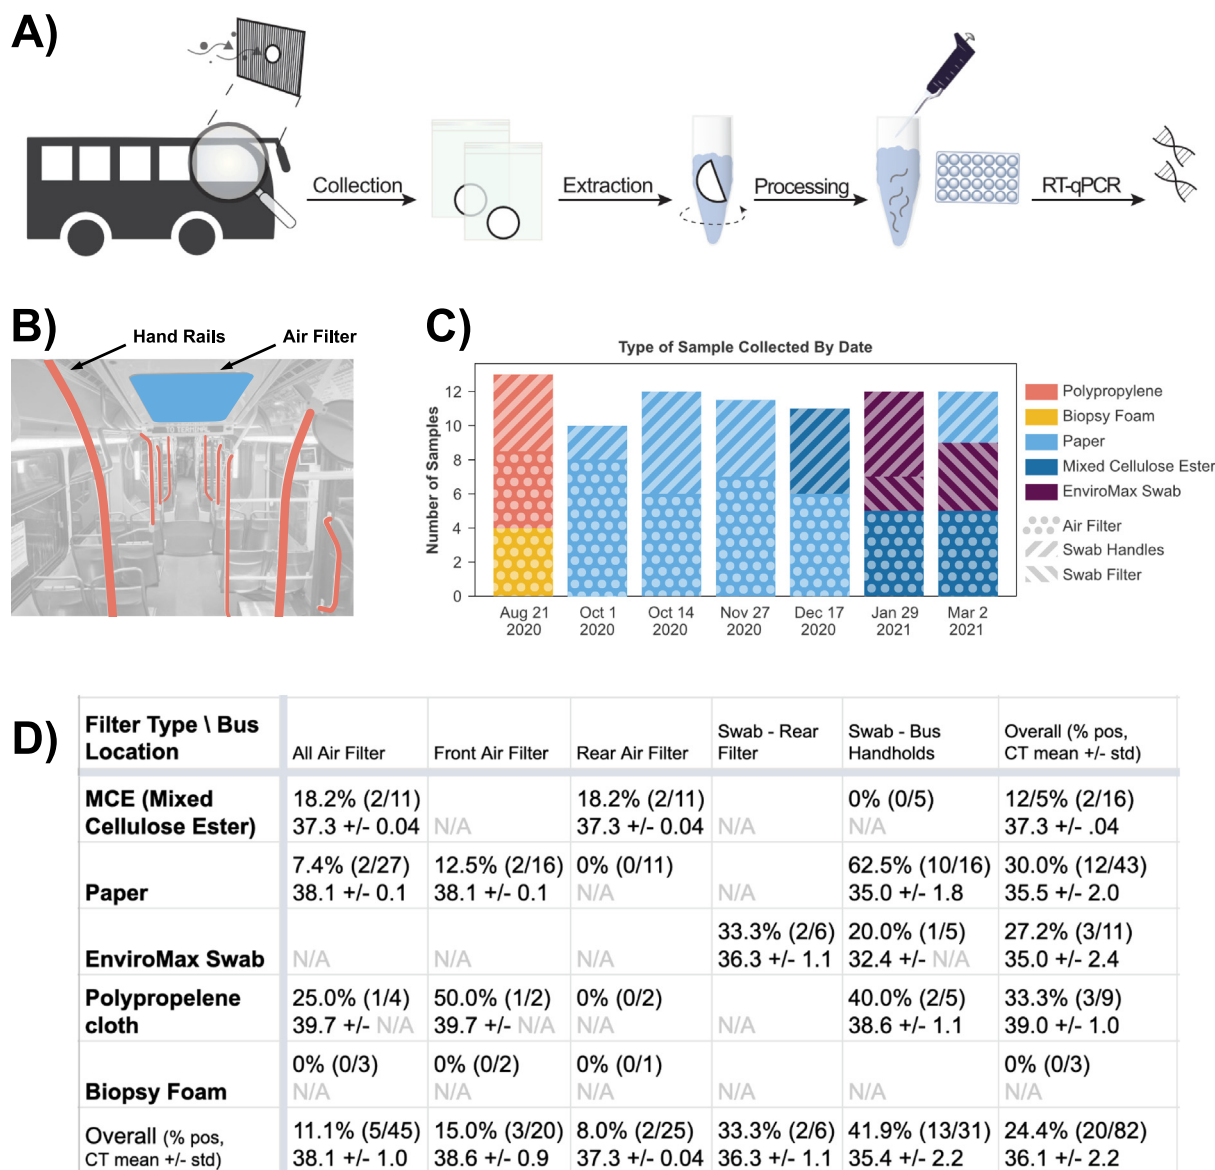 A)
Collection
Extraction
Processing
RT-qPCR
B)
Hand Rails
Air Filter
C)
Type of Sample Collected By Date
Number of Samples
12
10
8
6
4
2
0
Aug 21
2020
Oct 1
2020
Oct 14
2020
Nov 27
2020
Dec 17
2020
Jan 29
2021
Mar 2
2021
Polypropylene
Biopsy Foam
Paper
Mixed Cellulose Ester
EnviroMax Swab
Air Filter
Swab Handles
Swab Filter
D)
Filter Type \ Bus
Location
All Air Filter
Front Air Filter
Rear Air Filter
Swab - Rear
Filter
Swab - Bus
Handholds
Overall (% pos,
CT mean +/- std)
MCE (Mixed
Cellulose Ester)
18.2% (2/11)
37.3 +/- 0.04
N/A
18.2% (2/11)
37.3 +/- 0.04
N/A
0% (0/5)
N/A
12/5% (2/16)
37.3 +/- .04
Paper
7.4% (2/27)
38.1 +/- 0.1
12.5% (2/16)
38.1 +/- 0.1
0% (0/11)
N/A
N/A
62.5% (10/16)
35.0 +/- 1.8
30.0% (12/43)
35.5 +/- 2.0
EnviroMax Swab
N/A
N/A
N/A
33.3% (2/6)
36.3 +/- 1.1
20.0% (1/5)
32.4 +/- N/A
27.2% (3/11)
35.0 +/- 2.4
Polypropelene
cloth
25.0% (1/4)
39.7 +/- N/A
50.0% (1/2)
39.7 +/- N/A
0% (0/2)
N/A
N/A
40.0% (2/5)
38.6 +/- 1.1
33.3% (3/9)
39.0 +/- 1.0
Biopsy Foam
0% (0/3)
N/A
0% (0/2)
N/A
0% (0/1)
N/A
N/A
N/A
0% (0/3)
N/A
Overall (% pos,
CT mean +/- std)
11.1% (5/45)
38.1 +/- 1.0
15.0% (3/20)
38.6 +/- 0.9
8.0% (2/25)
37.3 +/- 0.04
33.3% (2/6)
36.3 +/- 1.1
41.9% (13/31)
35.4 +/- 2.2
24.4% (20/82)
36.1 +/- 2.2